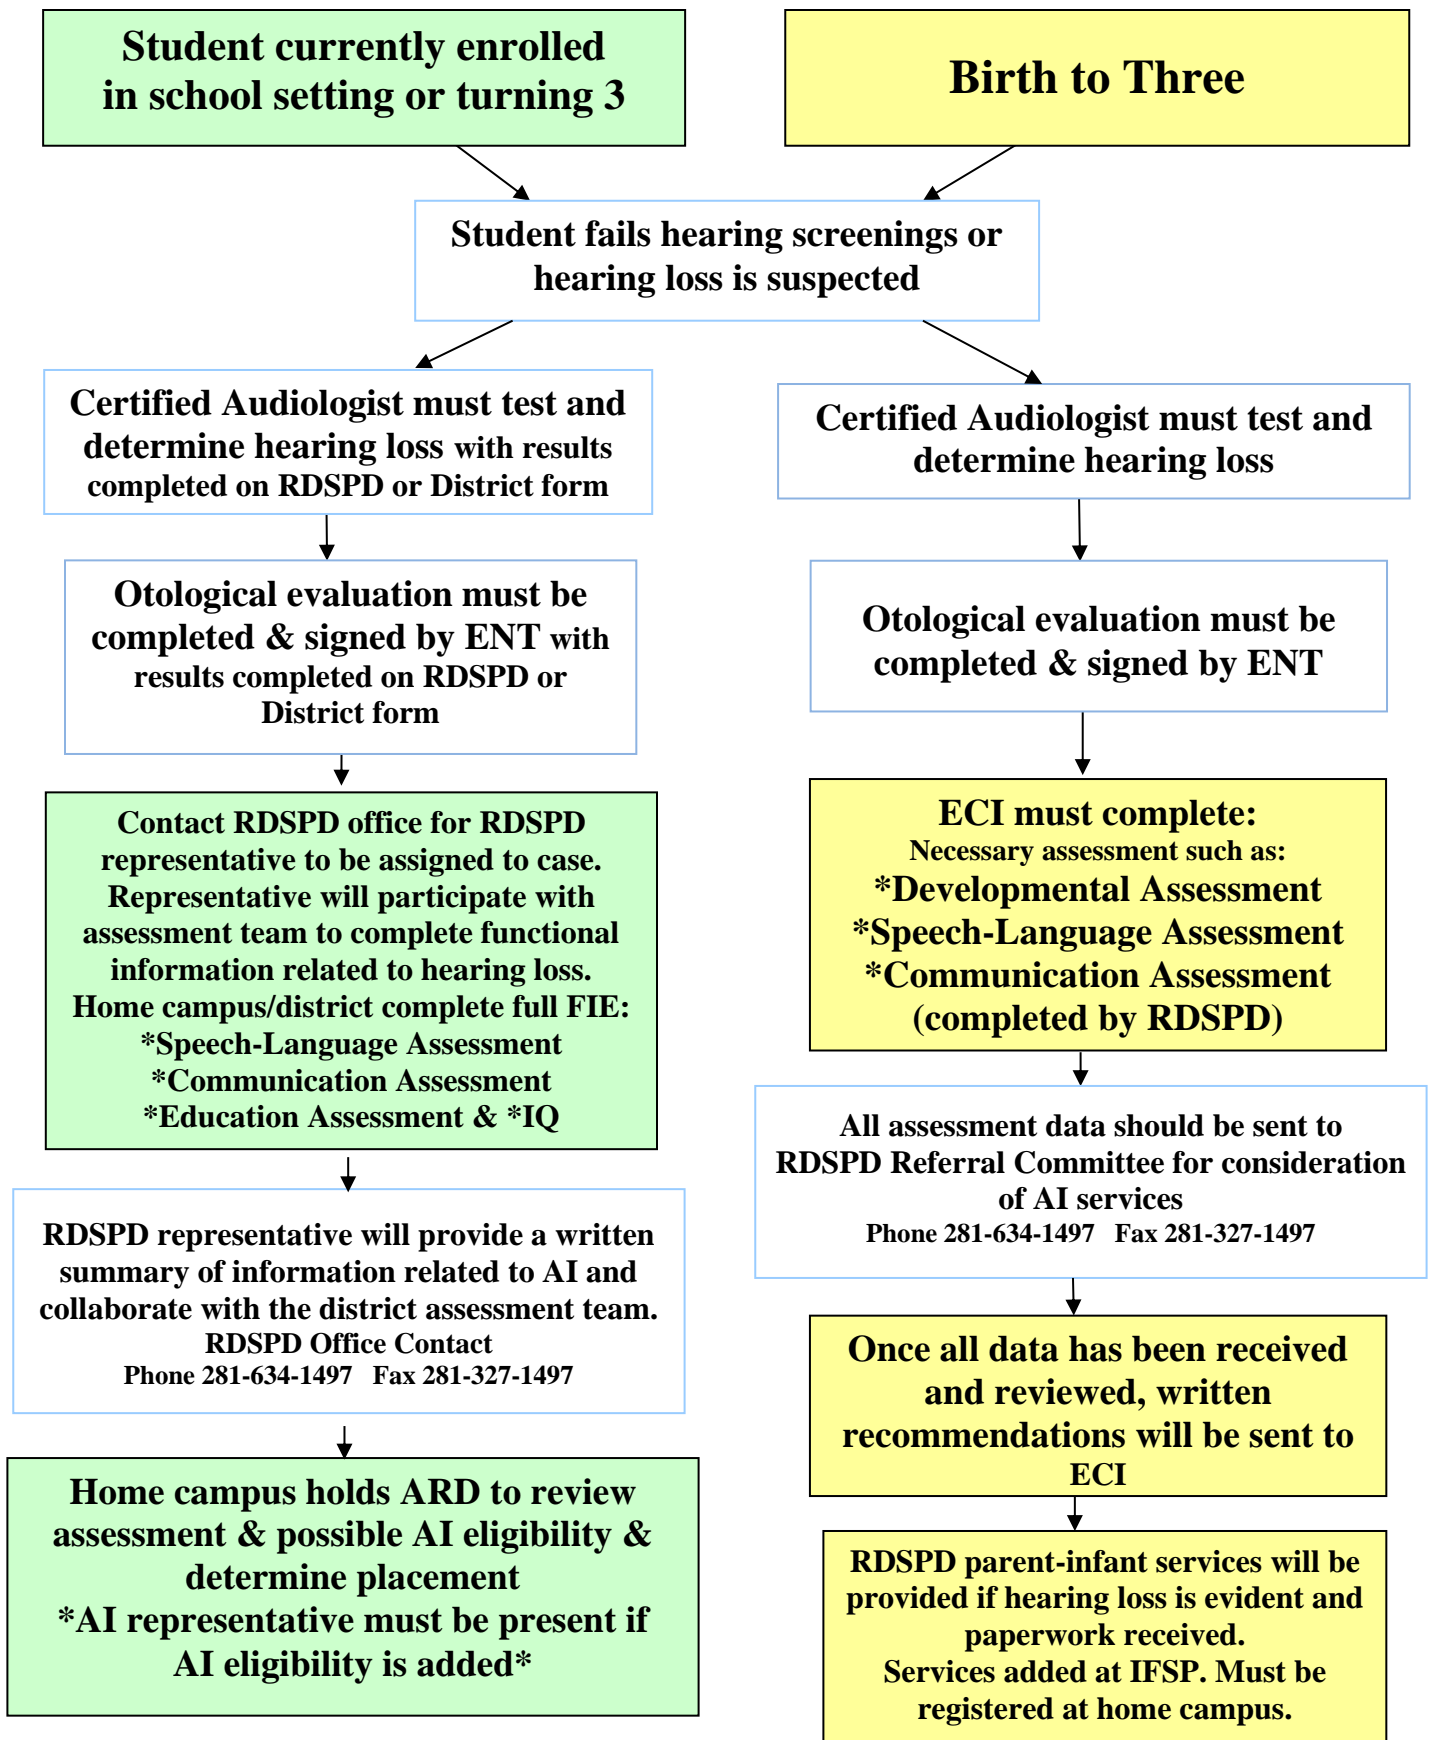 Student currently enrolled
in school setting or turning 3
Birth to Three
Student fails hearing screenings or
hearing loss is suspected
Certified Audiologist must test and
determine hearing loss with results
completed on RDSPD or District form
Otological evaluation must be
completed & signed by ENT with
results completed on RDSPD or
District form
Contact RDSPD office for RDSPD
representative to be assigned to case.
Representative will participate with
assessment team to complete functional
information related to hearing loss.
Home campus/district complete full FIE:
*Speech-Language Assessment
*Communication Assessment
*Education Assessment & *IQ
RDSPD representative will provide a written
summary of information related to AI and
collaborate with the district assessment team.
RDSPD Office Contact
Phone 281-634-1497 Fax 281-327-1497
Home campus holds ARD to review
assessment & possible AI eligibility &
determine placement
*AI representative must be present if
AI eligibility is added*
Certified Audiologist must test and
determine hearing loss
Otological evaluation must be
completed & signed by ENT
ECI must complete:
Necessary assessment such as:
*Developmental Assessment
*Speech-Language Assessment
*Communication Assessment
(completed by RDSPD)
All assessment data should be sent to
RDSPD Referral Committee for consideration
of AI services
Phone 281-634-1497 Fax 281-327-1497
Once all data has been received
and reviewed, written
recommendations will be sent to
ECI
RDSPD parent-infant services will be
provided if hearing loss is evident and
paperwork received.
Services added at IFSP. Must be
registered at home campus.